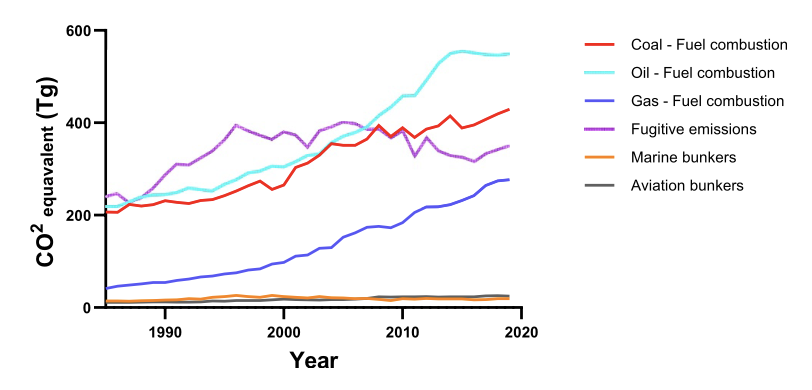 600
400
200
0
CO2 equavalent (Tg)
1990
2000
2010
2020
Year
Coal - Fuel combustion
Oil - Fuel combustion
Gas - Fuel combustion
Fugitive emissions
Marine bunkers
Aviation bunkers